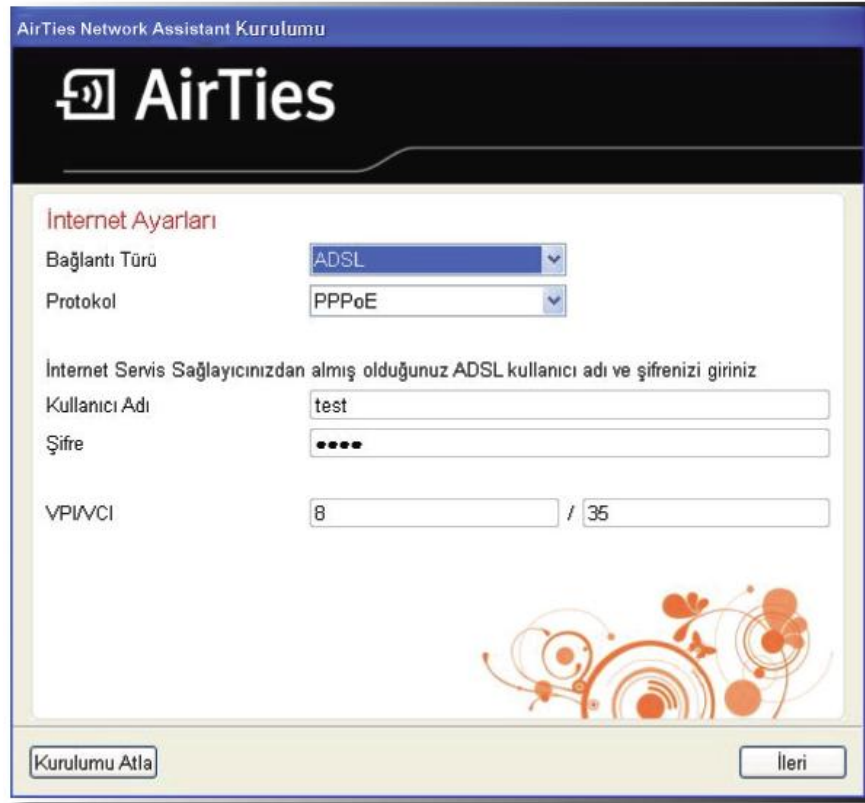 AirTies Network Assistant Kurulumu
AirTies
İnternet Ayarları
Bağlantı Türü ADSL
Protokol PPPoE
İnternet Servis Sağlayıcınızdan almış olduğunuz ADSL kullanici adı ve şifrenizi giriniz
Kullanıcı Adı test
Şifre ••••
VPI/VCI 8 / 35
Kurulumu Atla İleri